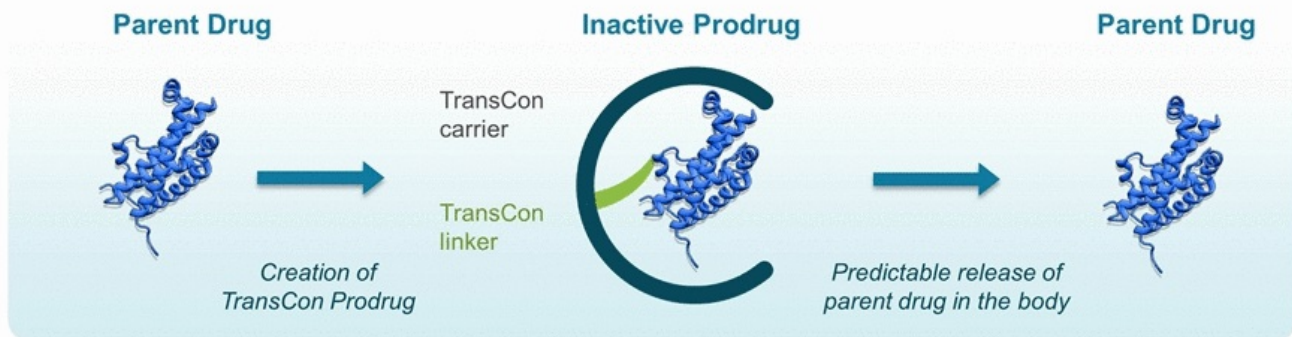 Parent Drug
Inactive Prodrug
Parent Drug
TransCon
carrier
TransCon
linker
Creation of
TransCon Prodrug
Predictable release of
parent drug in the body